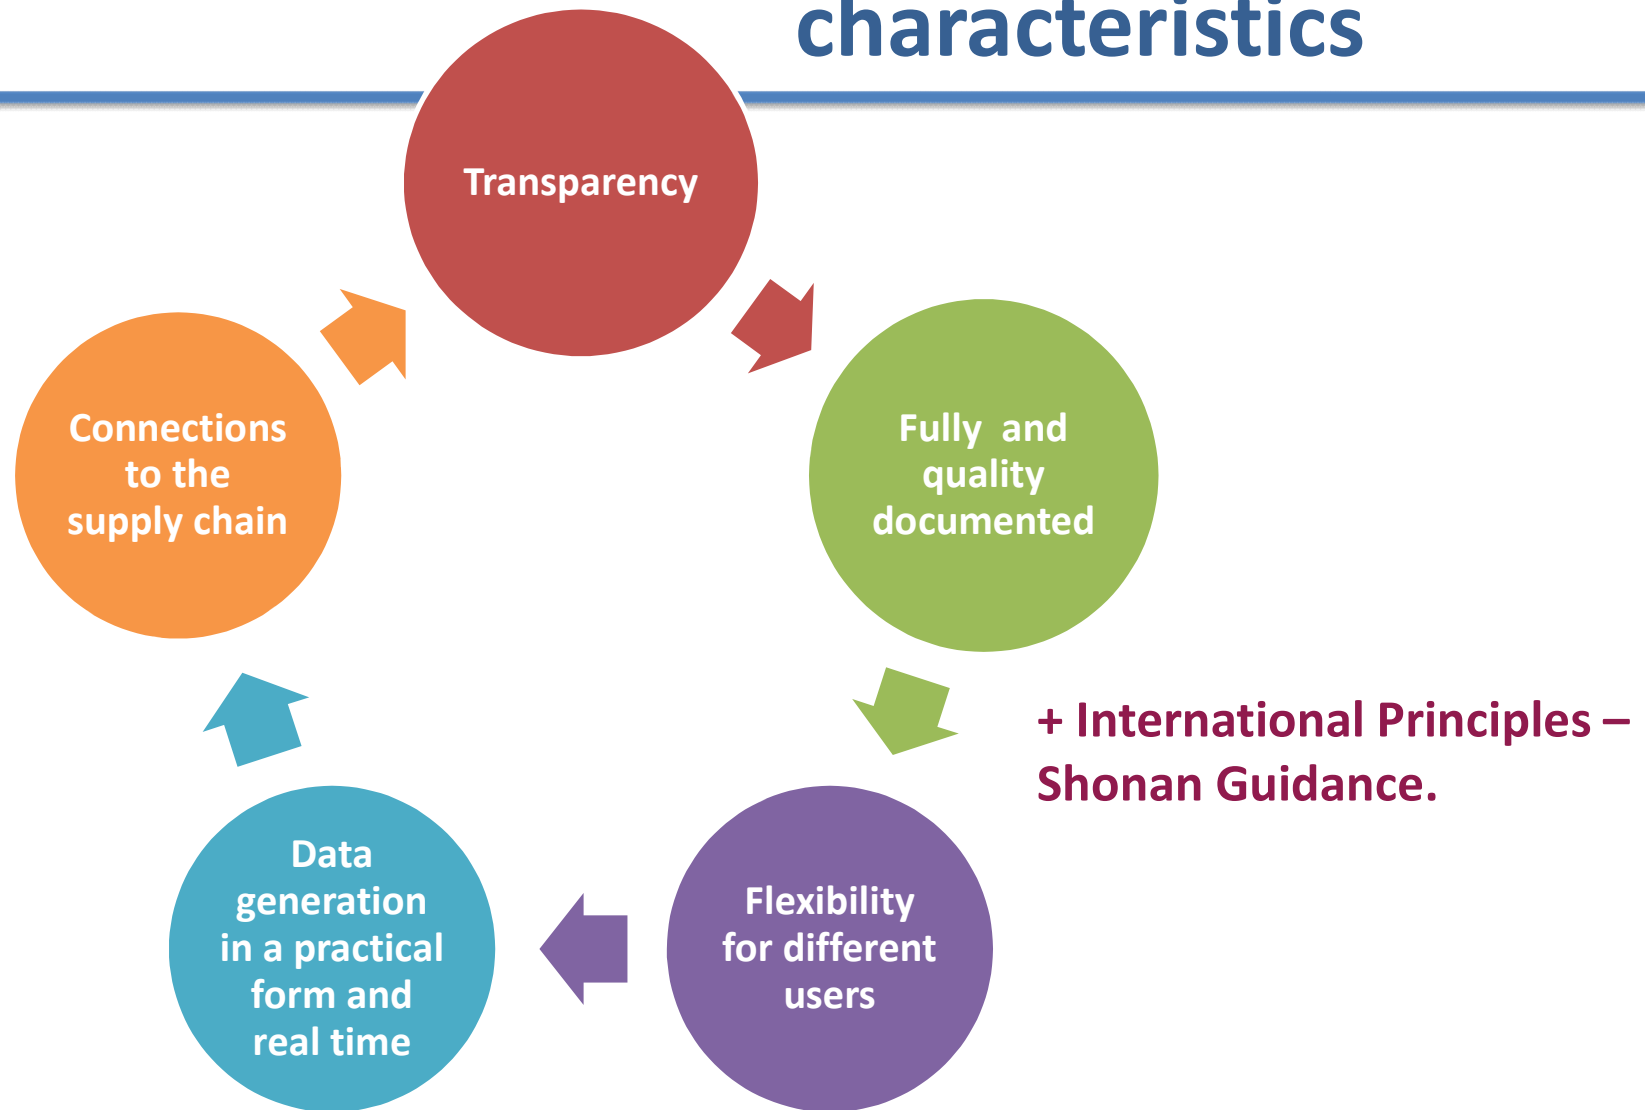 characteristics
Transparency
Fully and
quality
documented
+ International Principles –
Shonan Guidance.
Flexibility
for different
users
Data
generation
in a practical
form and
real time
Connections
to the
supply chain